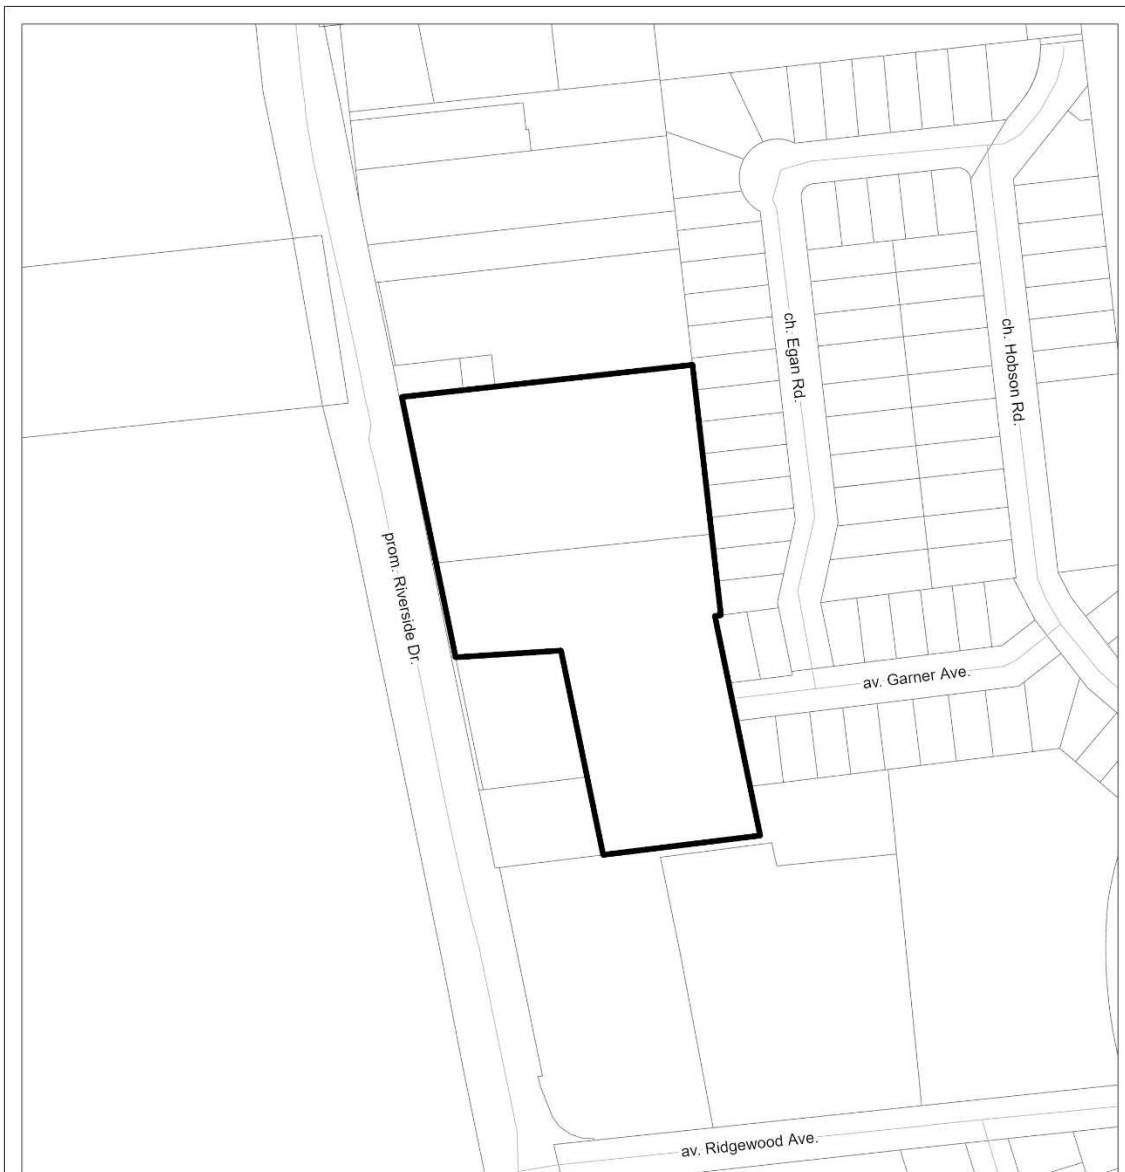 ch. Egan Rd.
ch. Hobson Rd.
prom. Riverside Dr.
av. Garner Ave.
av. Ridgewood Ave.